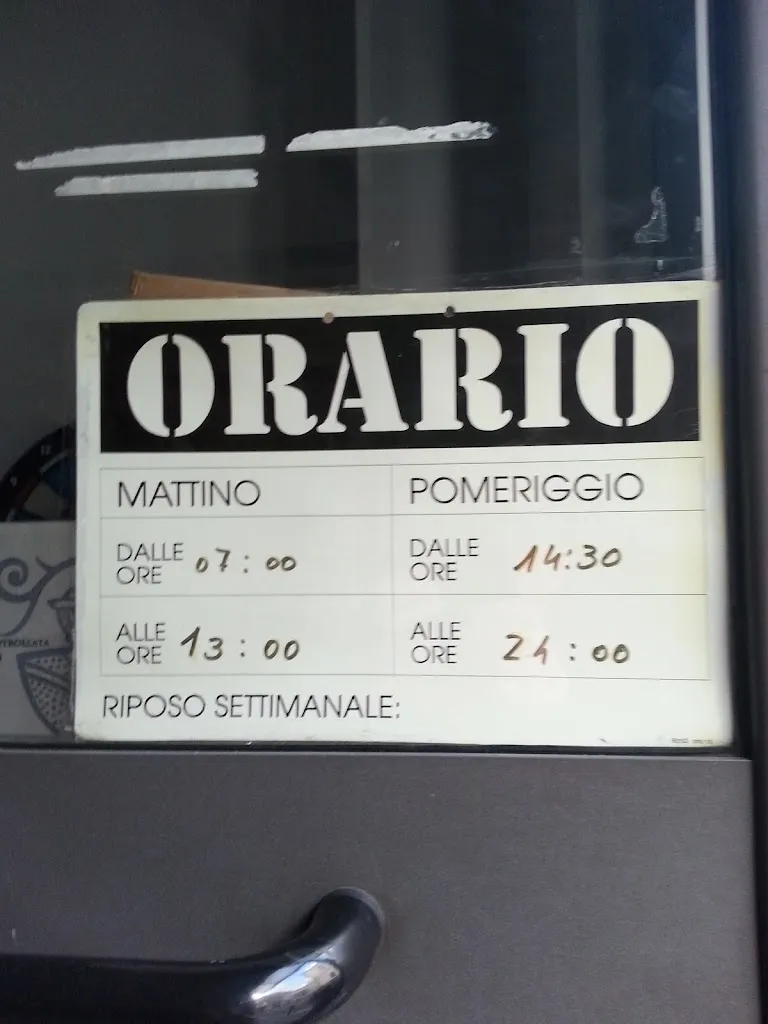 ORARIO
MATTINO
DALLE ORE 07:00
ALLE ORE 13:00
POMERIGGIO
DALLE ORE 14:30
ALLE ORE 24:00
RIPOSO SETTIMANALE:
12